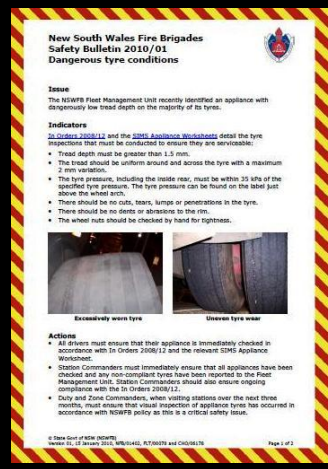 New South Wales Fire Brigades
Safety Bulletin 2010/01
Dangerous tyre conditions
Issue
The NSWFB Fleet Management Unit recently identified an appliance with
dangerously low tread depth on the majority of its tyres.
Indicators
In Orders 2008/12 and the SIMS Appliance Worksheets detail the tyre
inspections that must be conducted to ensure they are serviceable:
• Tread depth must be greater than 1.5 mm.
• The tread should be uniform around and across the tyre with a maximum
2 mm variation.
• The tyre pressure, including the inside rear, must be within 35 kPa of the
specified tyre pressure. The tyre pressure can be found on the label just
above the wheel arch.
• There should be no cuts, tears, lumps or penetrations in the tyre.
• There should be no dents or abrasions to the rim.
• The wheel nuts should be checked by hand for tightness.
Excessively worn tyre
Uneven tyre wear
Actions
• All drivers must ensure that their appliance is immediately checked in
accordance with In Orders 2008/12 and the relevant SIMS Appliance
Worksheet.
• Station Commanders must immediately ensure that all appliances have been
checked and any non-compliant tyres have been reported to the Fleet
Management Unit. Station Commanders should also ensure ongoing
compliance with the In Orders 2008/12.
• Duty and Zone Commanders, when visiting stations over the next three
months, must ensure that visual inspection of appliance tyres has occurred in
accordance with NSWFB policy as this is a critical safety issue.
© State Govt of NSW (NSWFB)
Version 01, 15 January 2010, NFB/01402, FLT/00078 and CHO/06178
Page 1 of 2